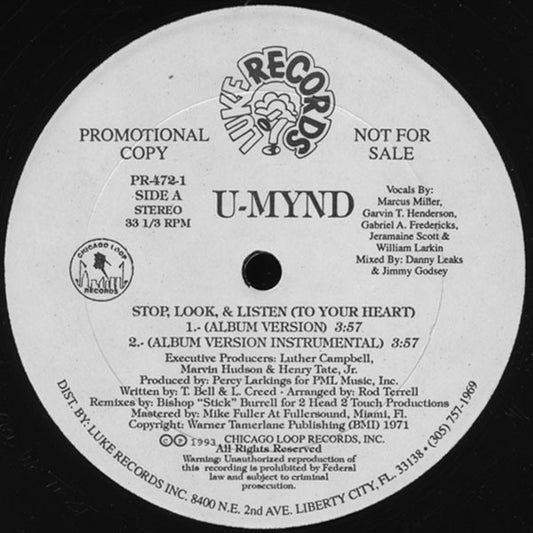 LUKE RECORDS
PROMOTIONAL
COPY
NOT FOR
SALE
PR-472-1
SIDE A
STEREO
33 1/3 RPM
U-MYND
Vocals By:
Marcus Miller,
Garvin T. Henderson,
Gabriel A. Fredericks,
Jeramaine Scott &
William Larkin
Mixed By: Danny Leaks
& Jimmy Godsey
CHICAGO LOOP
RECORDS
STOP, LOOK, & LISTEN (TO YOUR HEART)
1.- (ALBUM VERSION) 3:57
2.- (ALBUM VERSION INSTRUMENTAL) 3:57
Executive Producers: Luther Campbell,
Marvin Hudson & Henry Tate, Jr.
Produced by: Percy Larkings for PML Music, Inc.
Written by: T. Bell & L. Creed - Arranged by: Rod Terrell
Remixes by: Bishop "Stick" Burrell for 2 Head 2 Touch Productions
Mastered by: Mike Fuller At Fullersound, Miami, Fl.
Copyright: Warner Tamerlane Publishing (BMI) 1971
© ℗ 1993 CHICAGO LOOP RECORDS, INC.
All Rights Reserved
Warning: Unauthorized reproduction of
this recording is prohibited by Federal
law and subject to criminal
prosecution.
DIST. BY: LUKE RECORDS INC. 8400 N.E. 2nd AVE. LIBERTY CITY, FL. 33138 • (305) 757-1969